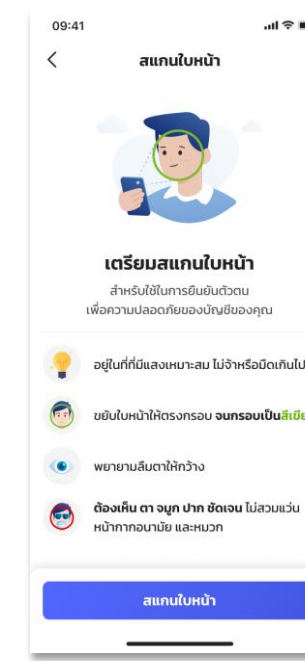 09:41
สแกนใบหน้า
เตรียมสแกนใบหน้า
สำหรับใช้ในการยืนยันตัวตน
เพื่อความปลอดภัยของบัญชีของคุณ
อยู่ในที่ที่มีแสงเหมาะสม ไม่จ้าหรือมืดเกินไป
ขยับใบหน้าให้ตรงกรอบ จนกรอบเป็น
พยายามลืมตาให้กว้าง
ต้องเห็น ตา จมูก ปาก ชัดเจน ไม่สวมแว่น
หน้ากากอนามัย และหมวก
สแกนใบหน้า